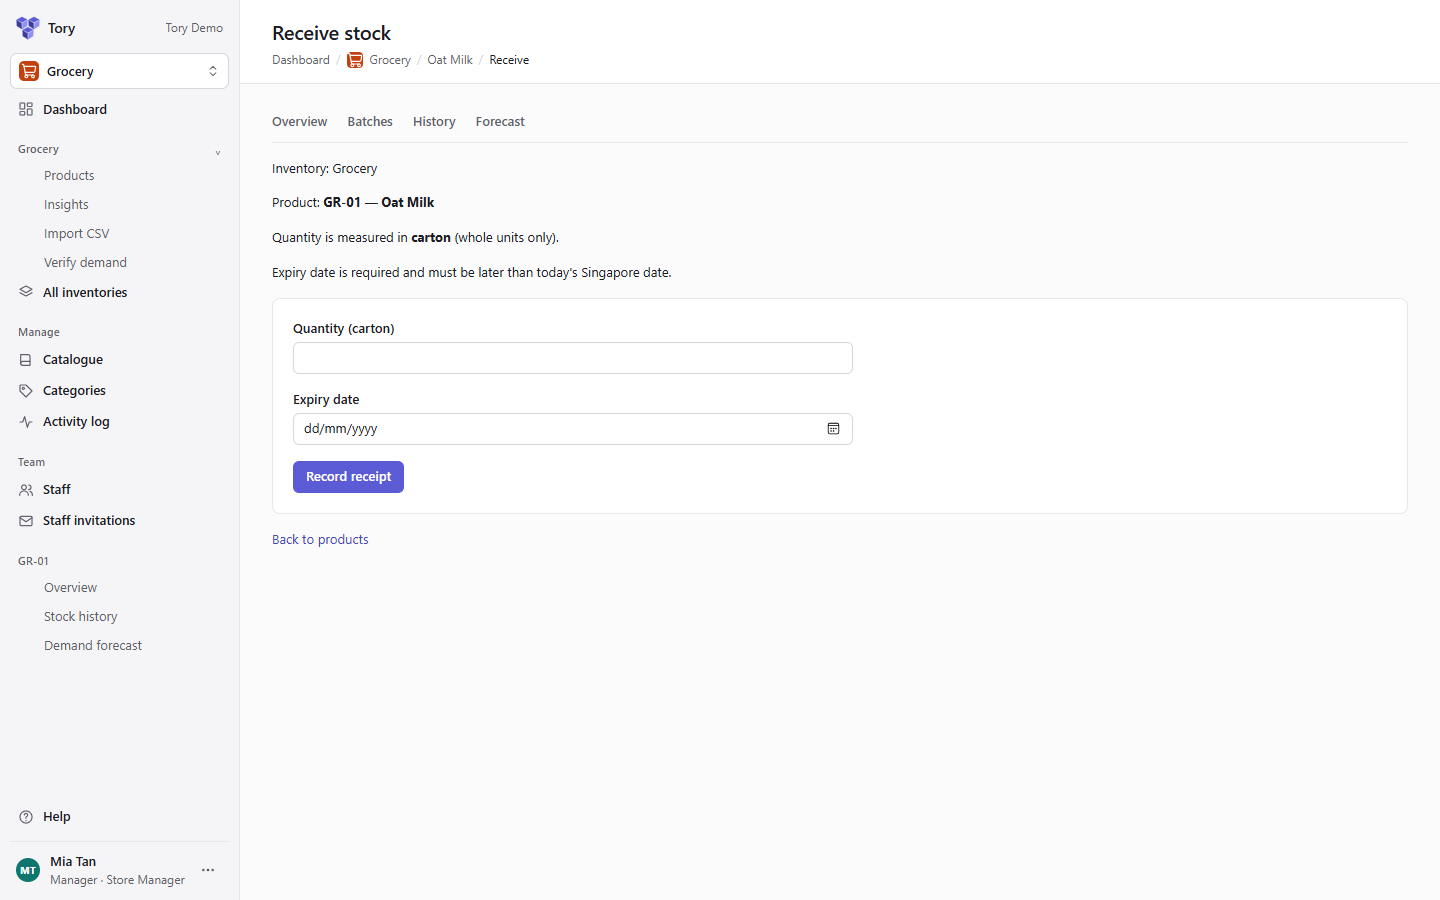 Tory
Tory Demo
Grocery
Dashboard
Grocery
Products
Insights
Import CSV
Verify demand
All inventories
Manage
Catalogue
Categories
Activity log
Team
Staff
Staff invitations
GR-01
Overview
Stock history
Demand forecast
Help
MT
Mia Tan
Manager · Store Manager
Receive stock
Dashboard / Grocery / Oat Milk / Receive
Overview Batches History Forecast
Inventory: Grocery
Product: GR-01 — Oat Milk
Quantity is measured in carton (whole units only).
Expiry date is required and must be later than today's Singapore date.
Quantity (carton)
Expiry date
dd/mm/yyyy
Record receipt
Back to products